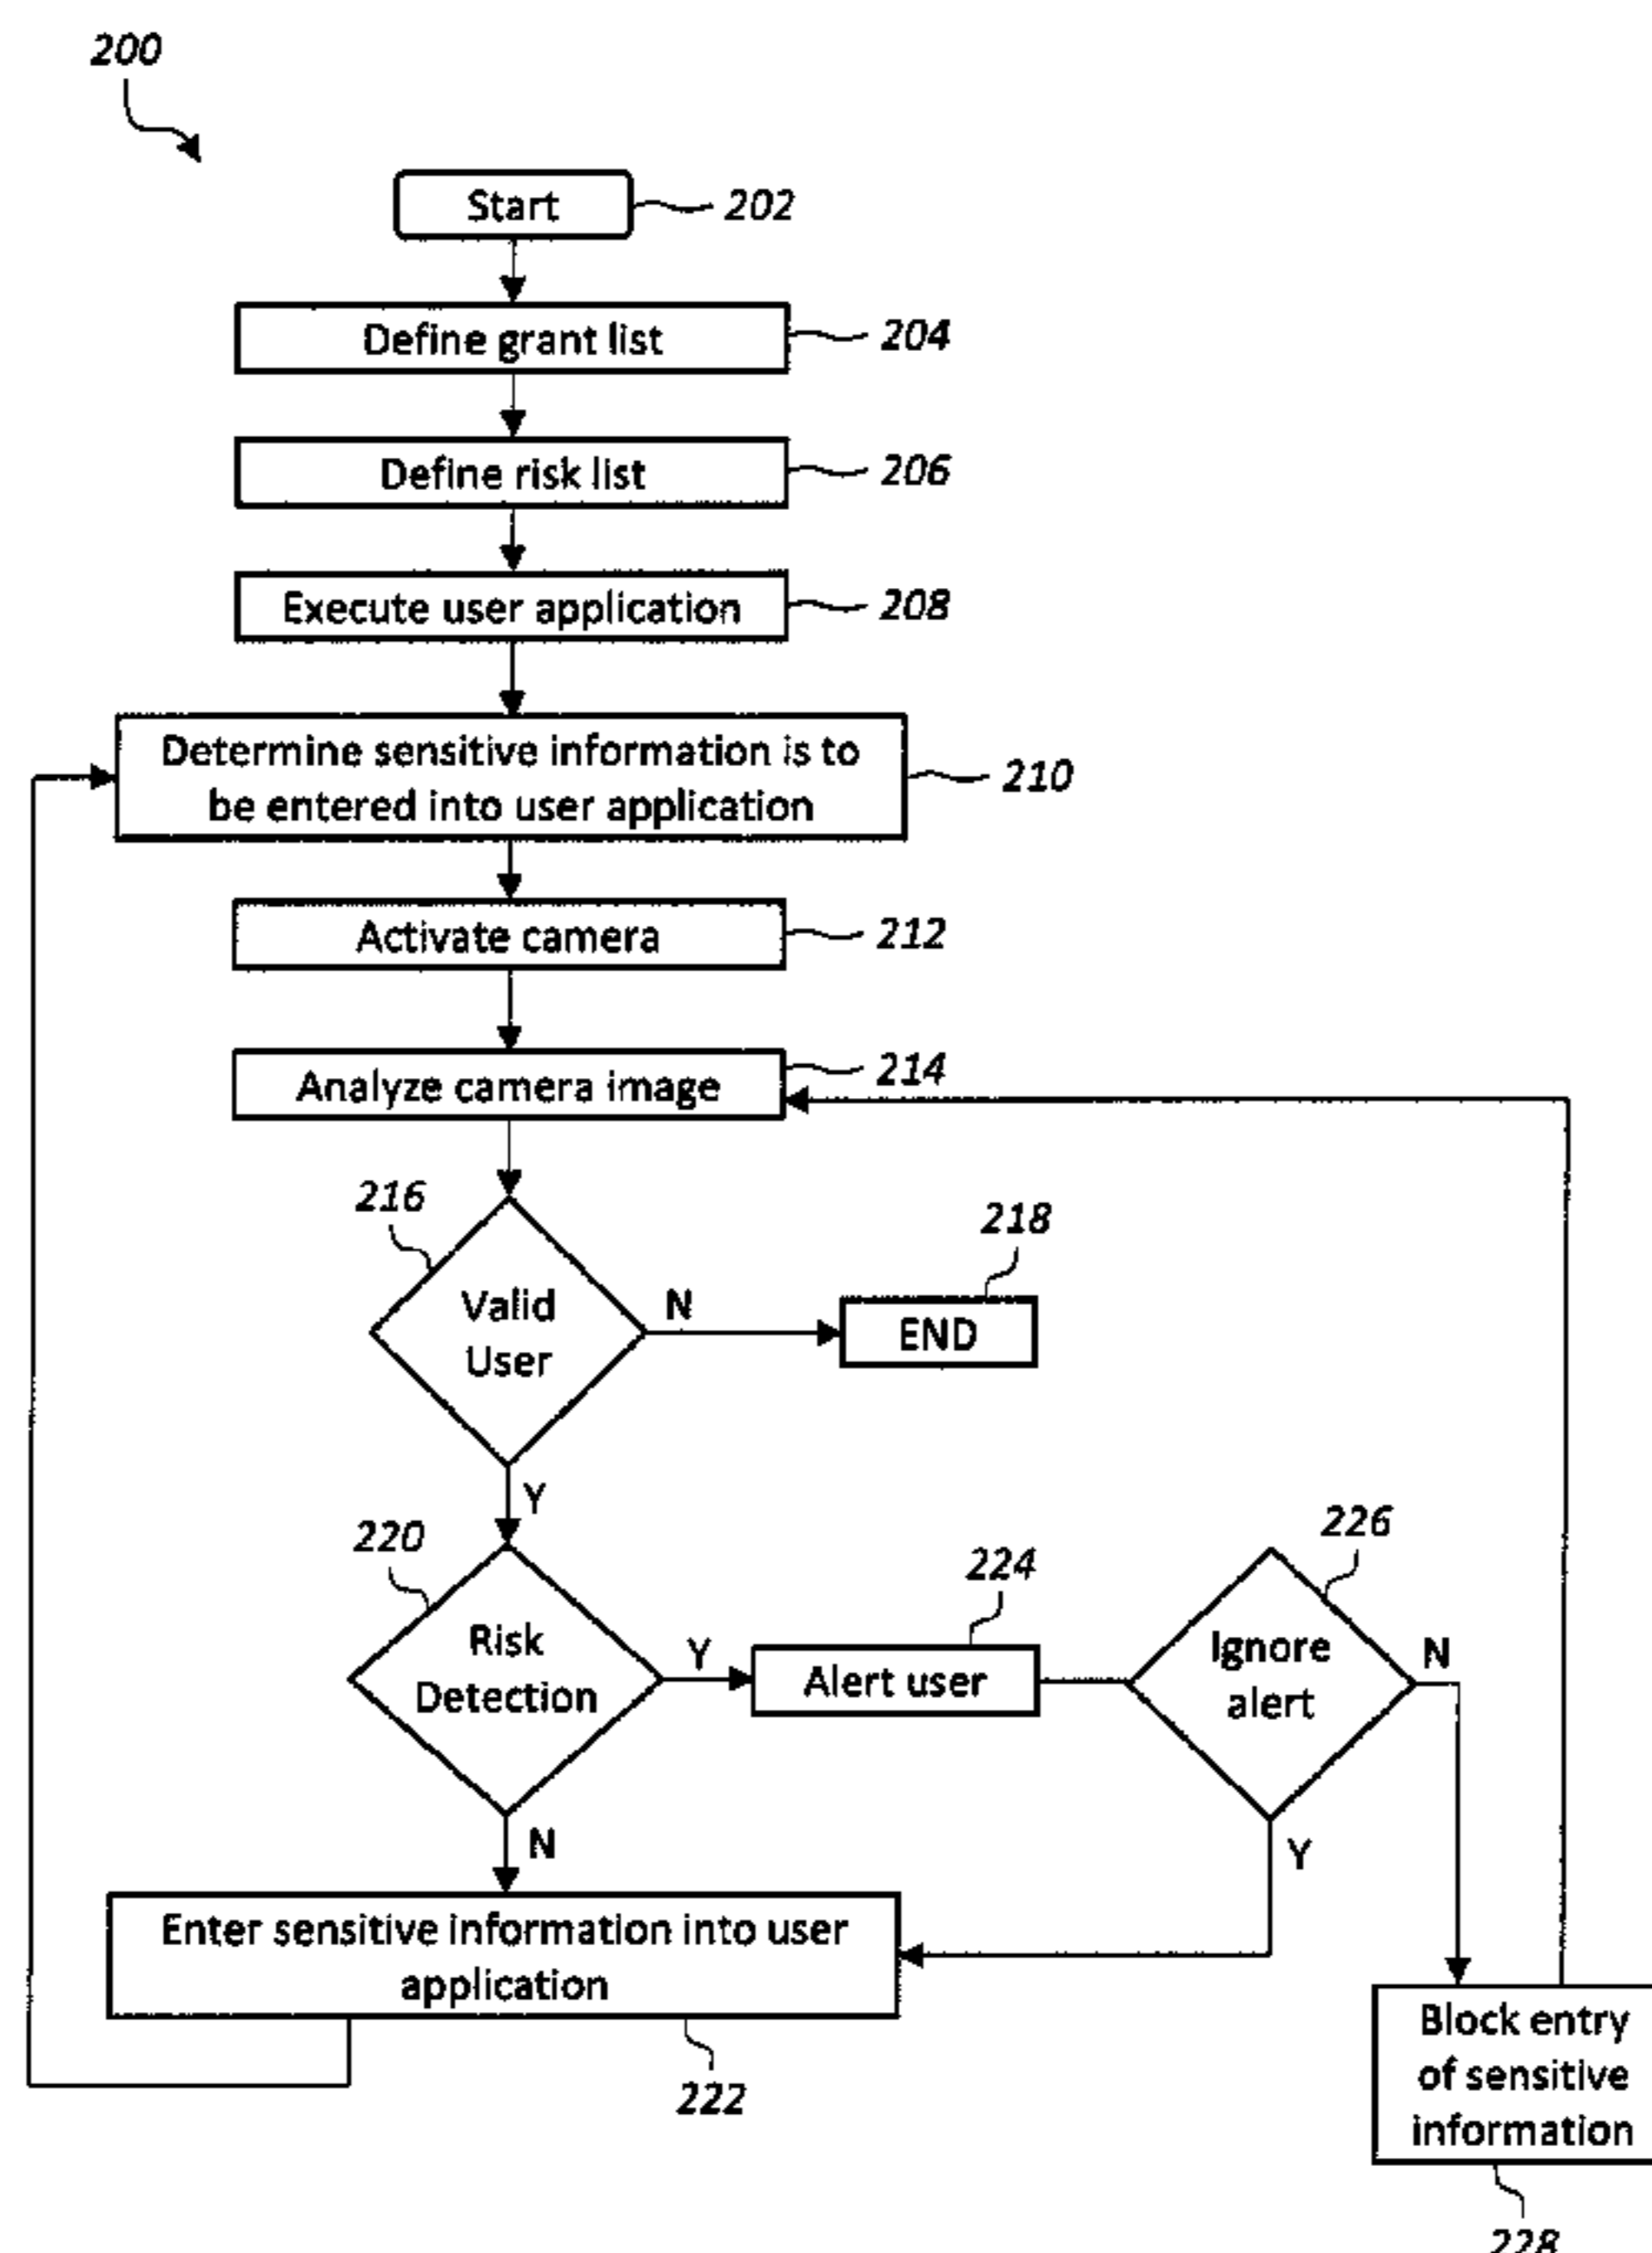 200
Start
202
Define grant list
204
Define risk list
206
Execute user application
208
Determine sensitive information is to
be entered into user application
210
Activate camera
212
Analyze camera image
214
216
Valid
User
N
218
END
Y
220
Risk
Detection
Y
224
Alert user
226
Ignore
alert
N
N
Y
Enter sensitive information into user
application
222
Block entry
of sensitive
information
228